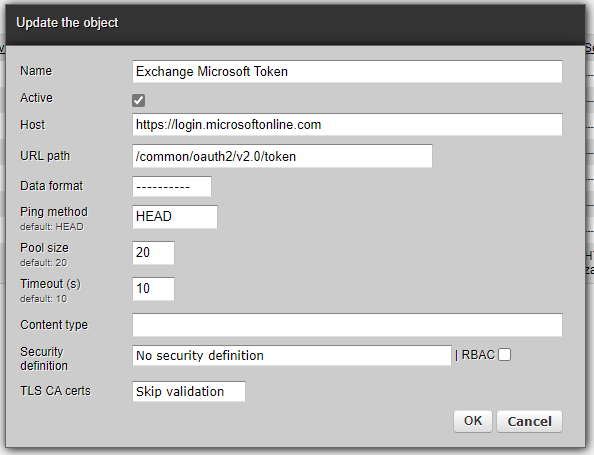 Update the object
Name Exchange Microsoft Token
Active
Host https://login.microsoftonline.com
URL path /common/oauth2/v2.0/token
Data format ----------
Ping method HEAD
default: HEAD
Pool size 20
default: 20
Timeout (s) 10
default: 10
Content type
Security definition No security definition | RBAC
TLS CA certs Skip validation
OK Cancel